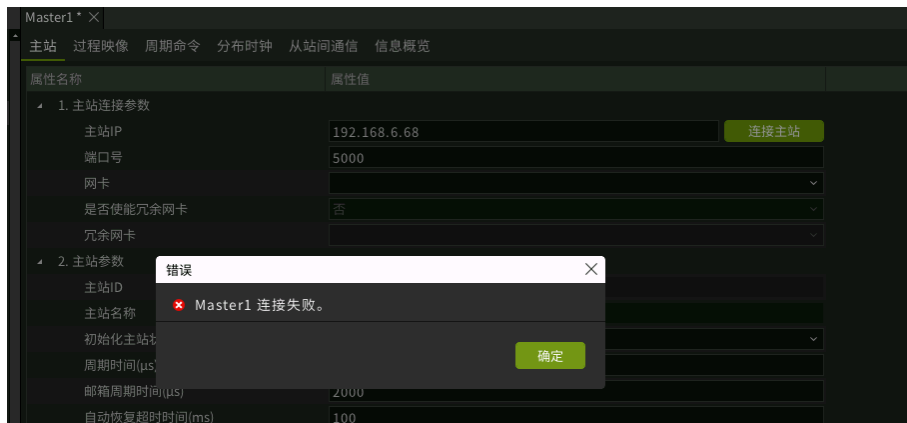 Master1 *
主站 过程映像 周期命令 分布时钟 从站间通信 信息概览
属性名称 属性值
1. 主站连接参数
主站IP 192.168.6.68 连接主站
端口号 5000
网卡
是否使能冗余网卡 否
冗余网卡
2. 主站参数
错误
主站ID
Master1 连接失败。
主站名称
初始化主站状
确定
周期时间(μs)
邮箱周期时间(μs) 2000
自动恢复超时时间(ms) 100